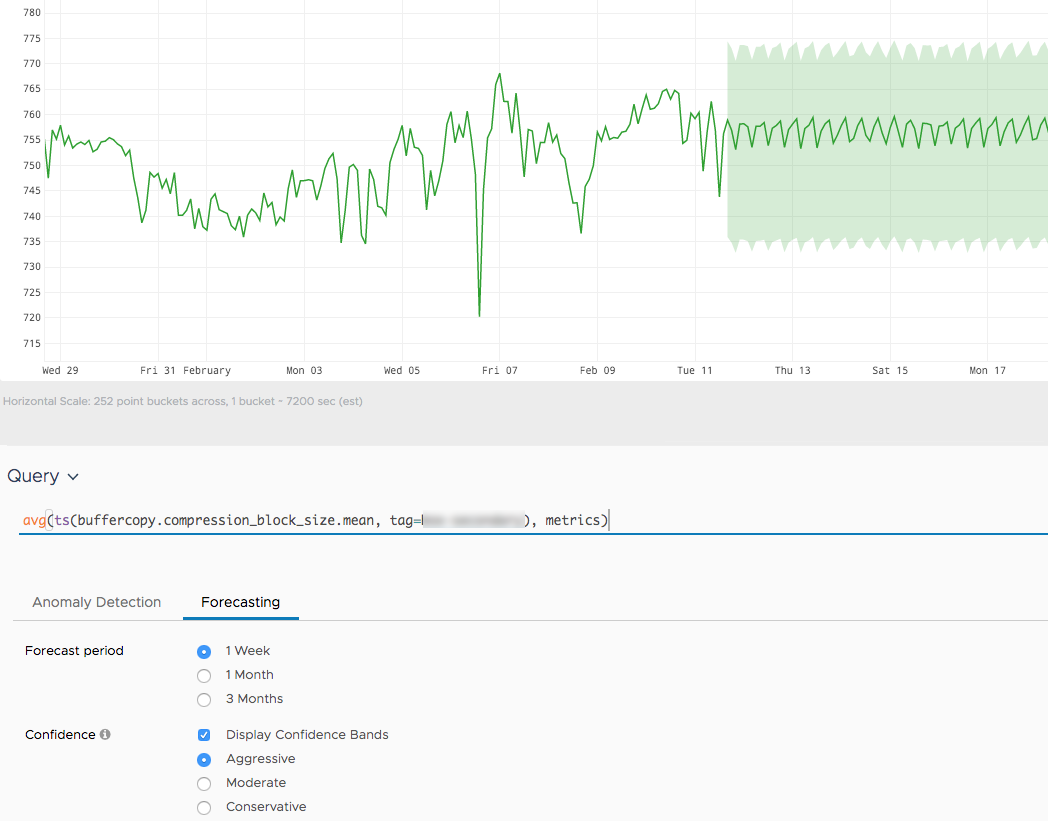 780
775
770
765
760
755
750
745
740
735
730
725
720
715
Wed 29 Fri 31 February Mon 03 Wed 05 Fri 07 Feb 09 Tue 11 Thu 13 Sat 15 Mon 17
Horizontal Scale: 252 point buckets across, 1 bucket ~ 7200 sec (est)
Query
avg(ts(buffercopy.compression_block_size.mean, tag= ), metrics)
Anomaly Detection Forecasting
Forecast period 1 Week
1 Month
3 Months
Confidence Display Confidence Bands
Aggressive
Moderate
Conservative